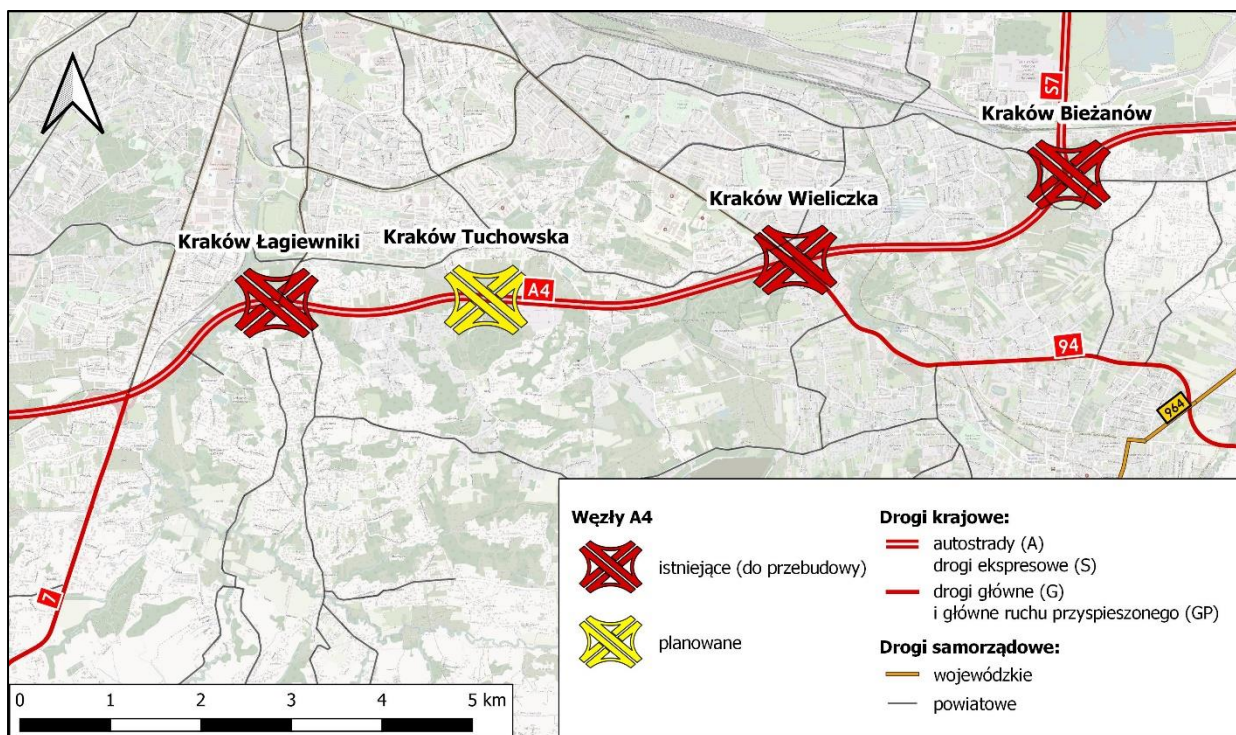 S7
Kraków Bieżanów
Kraków Wieliczka
Kraków Tuchowska
Kraków Łagiewniki
A4
94
964
7
Węzły A4
istniejące (do przebudowy)
planowane
Drogi krajowe:
autostrady (A)
drogi ekspresowe (S)
drogi główne (G)
i główne ruchu przyspieszonego (GP)
Drogi samorządowe:
wojewódzkie
powiatowe
0 1 2 3 4 5 km